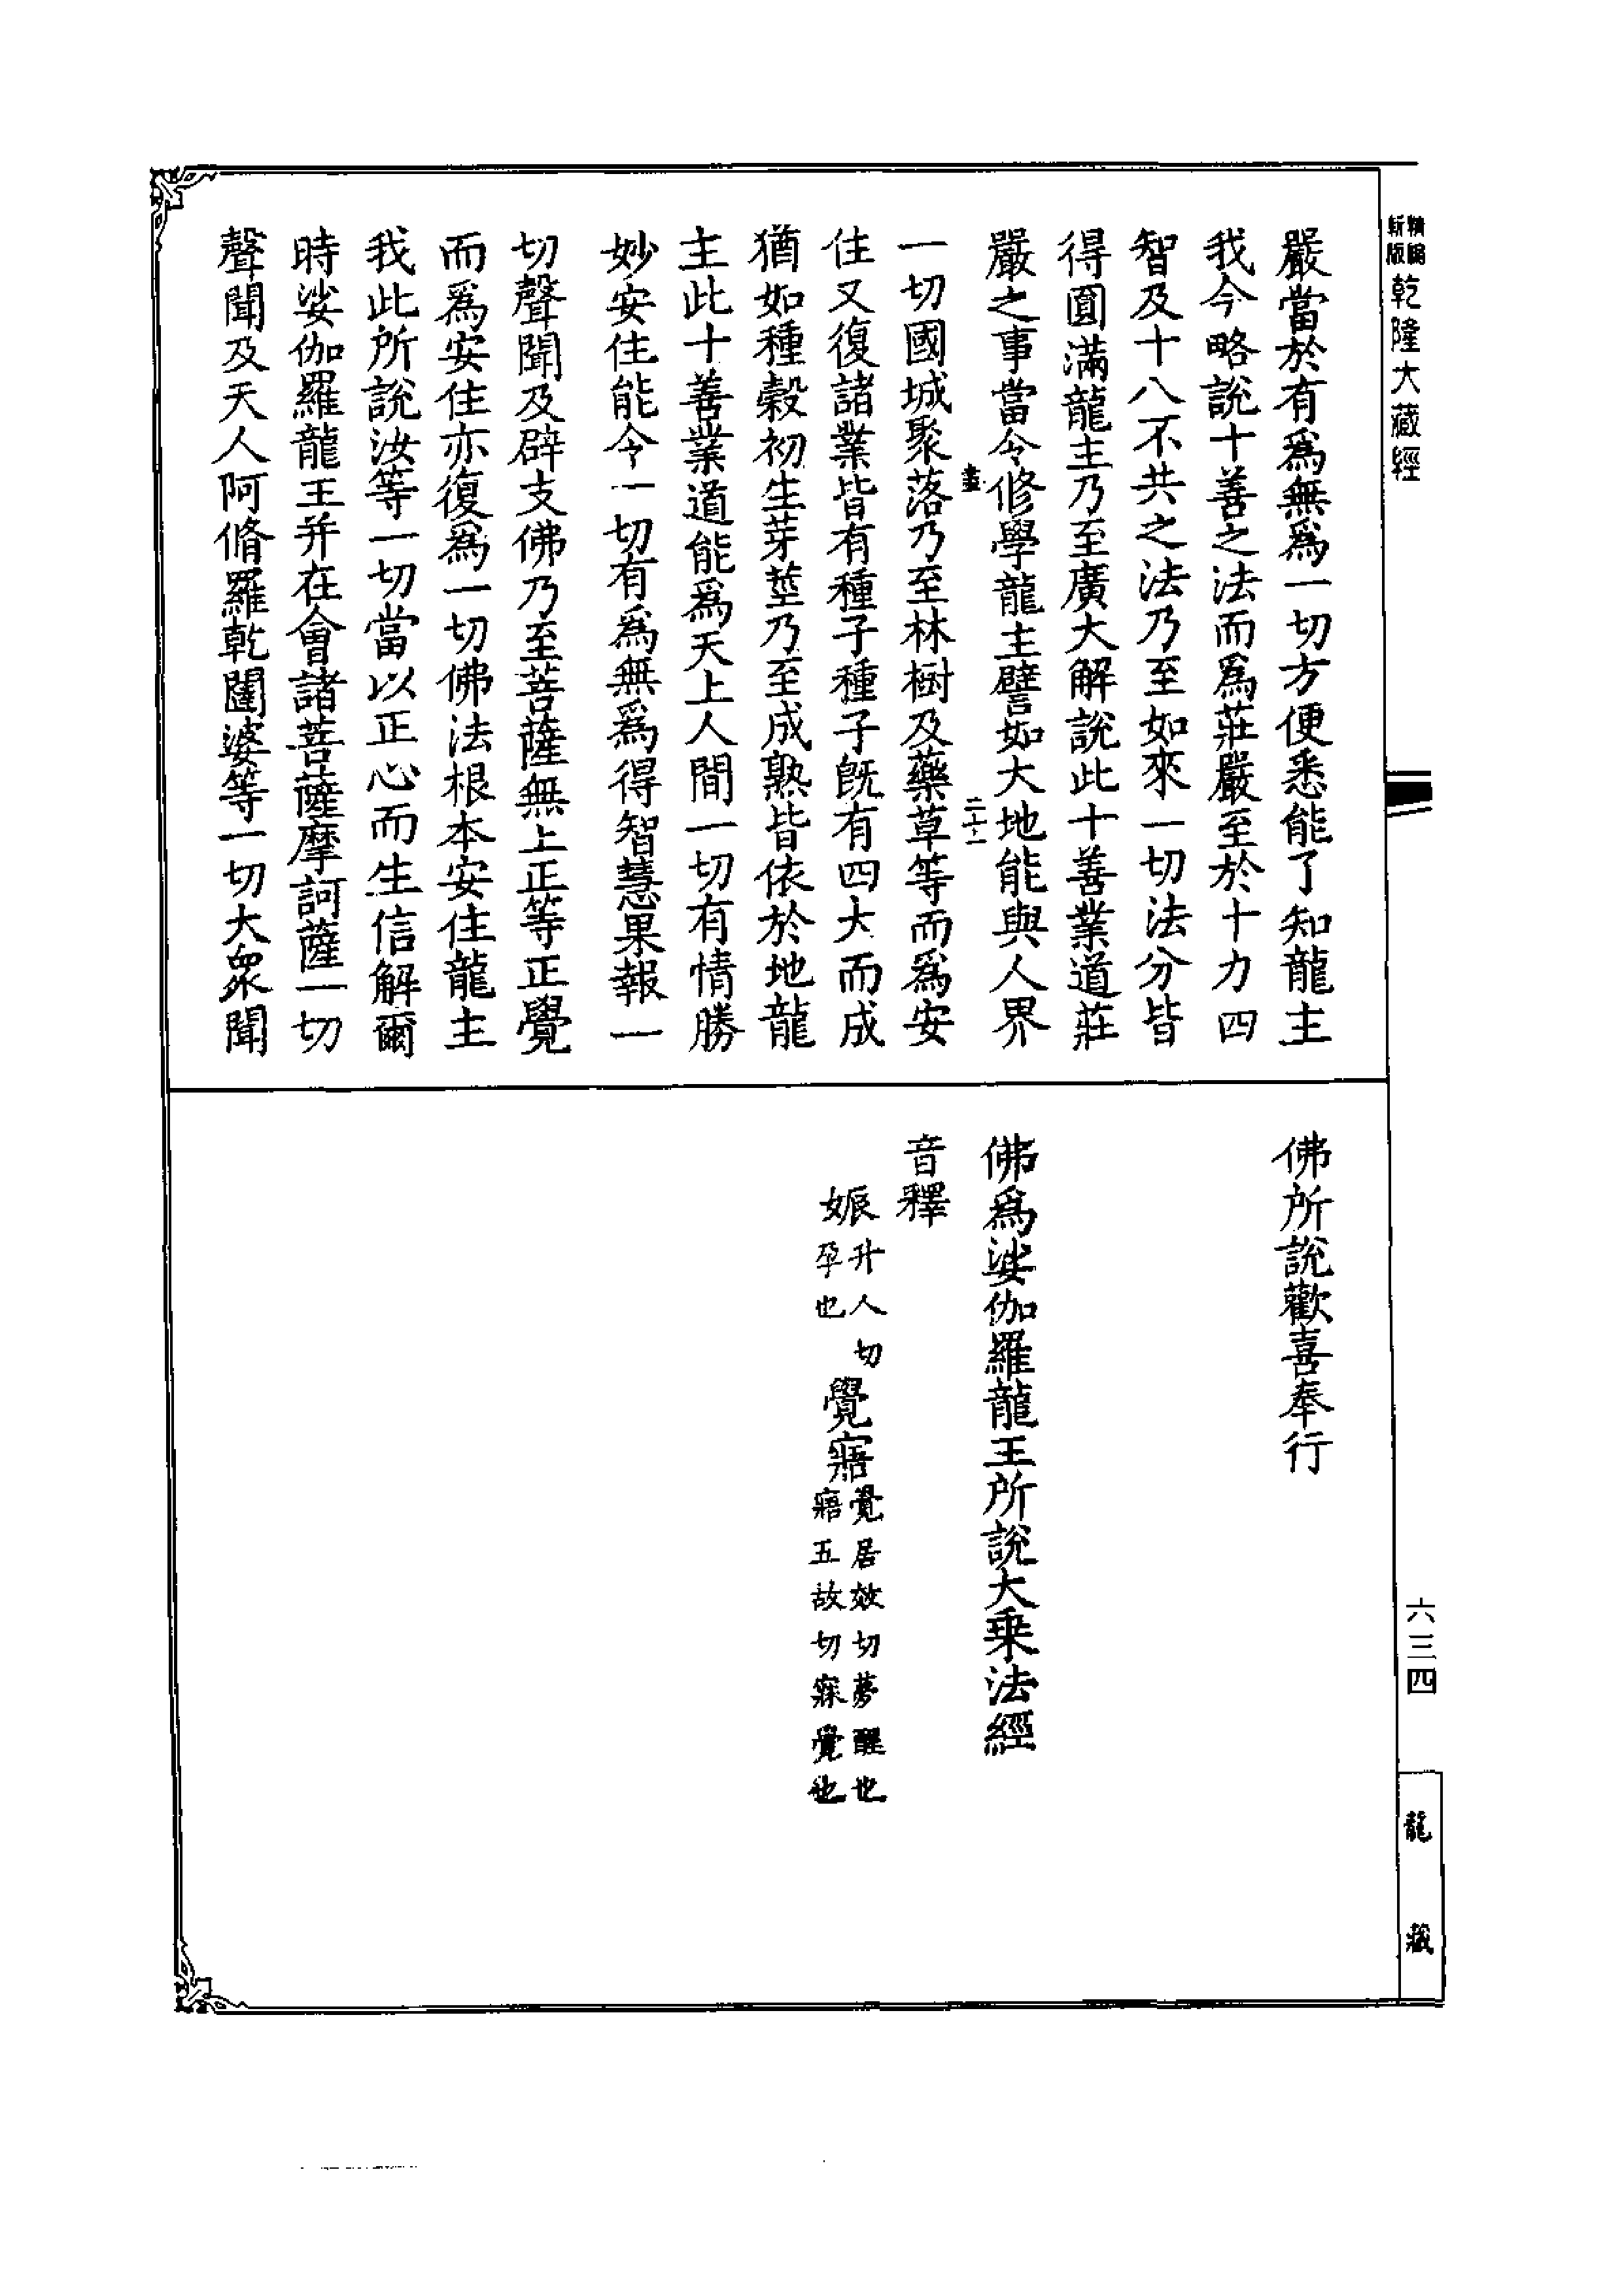 精編
新版
乾隆大藏經
嚴當於有爲無爲一切方便悉能了知龍主
我今略說十善之法而爲莊嚴至於十力四
智及十八不共之法乃至如來一切法分皆
得圓滿龍主乃至廣大解說此十善業道莊
嚴之事當令修學龍主譬如大地能與人界
一切國城聚落乃至林樹及藥草等而爲安
住又復諸業皆有種子種子既有四大而成
猶如種穀初生芽莖乃至成熟皆依於地龍
主此十善業道能爲天上人間一切有情勝
妙安住能令一切有爲無爲得智慧果報一
切聲聞及辟支佛乃至菩薩無上正等正覺
而爲安住亦復爲一切佛法根本安住龍主
我此所說汝等一切當以正心而生信解爾
時娑伽羅龍王并在會諸菩薩摩訶薩一切
聲聞及天人阿脩羅乾闥婆等一切大衆聞
佛所說歡喜奉行
佛爲娑伽羅龍王所說大乗法經
音釋
娠
升人切
孕也
覺寤
覺居效切夢醒也
寤五故切寐覺也
六三四
龍藏